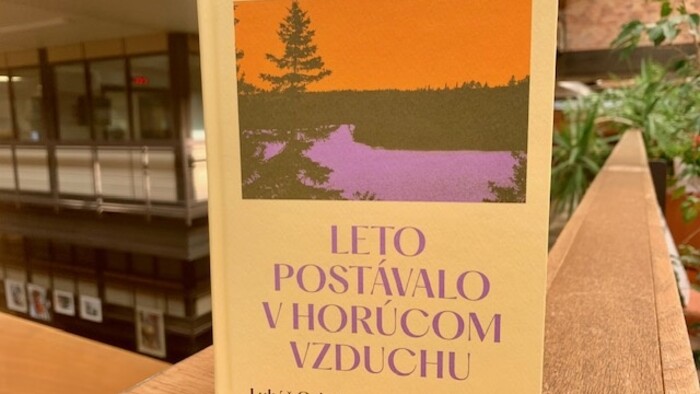 LETO
POSTÁVALO
V HORÚCOM
VZDUCHU